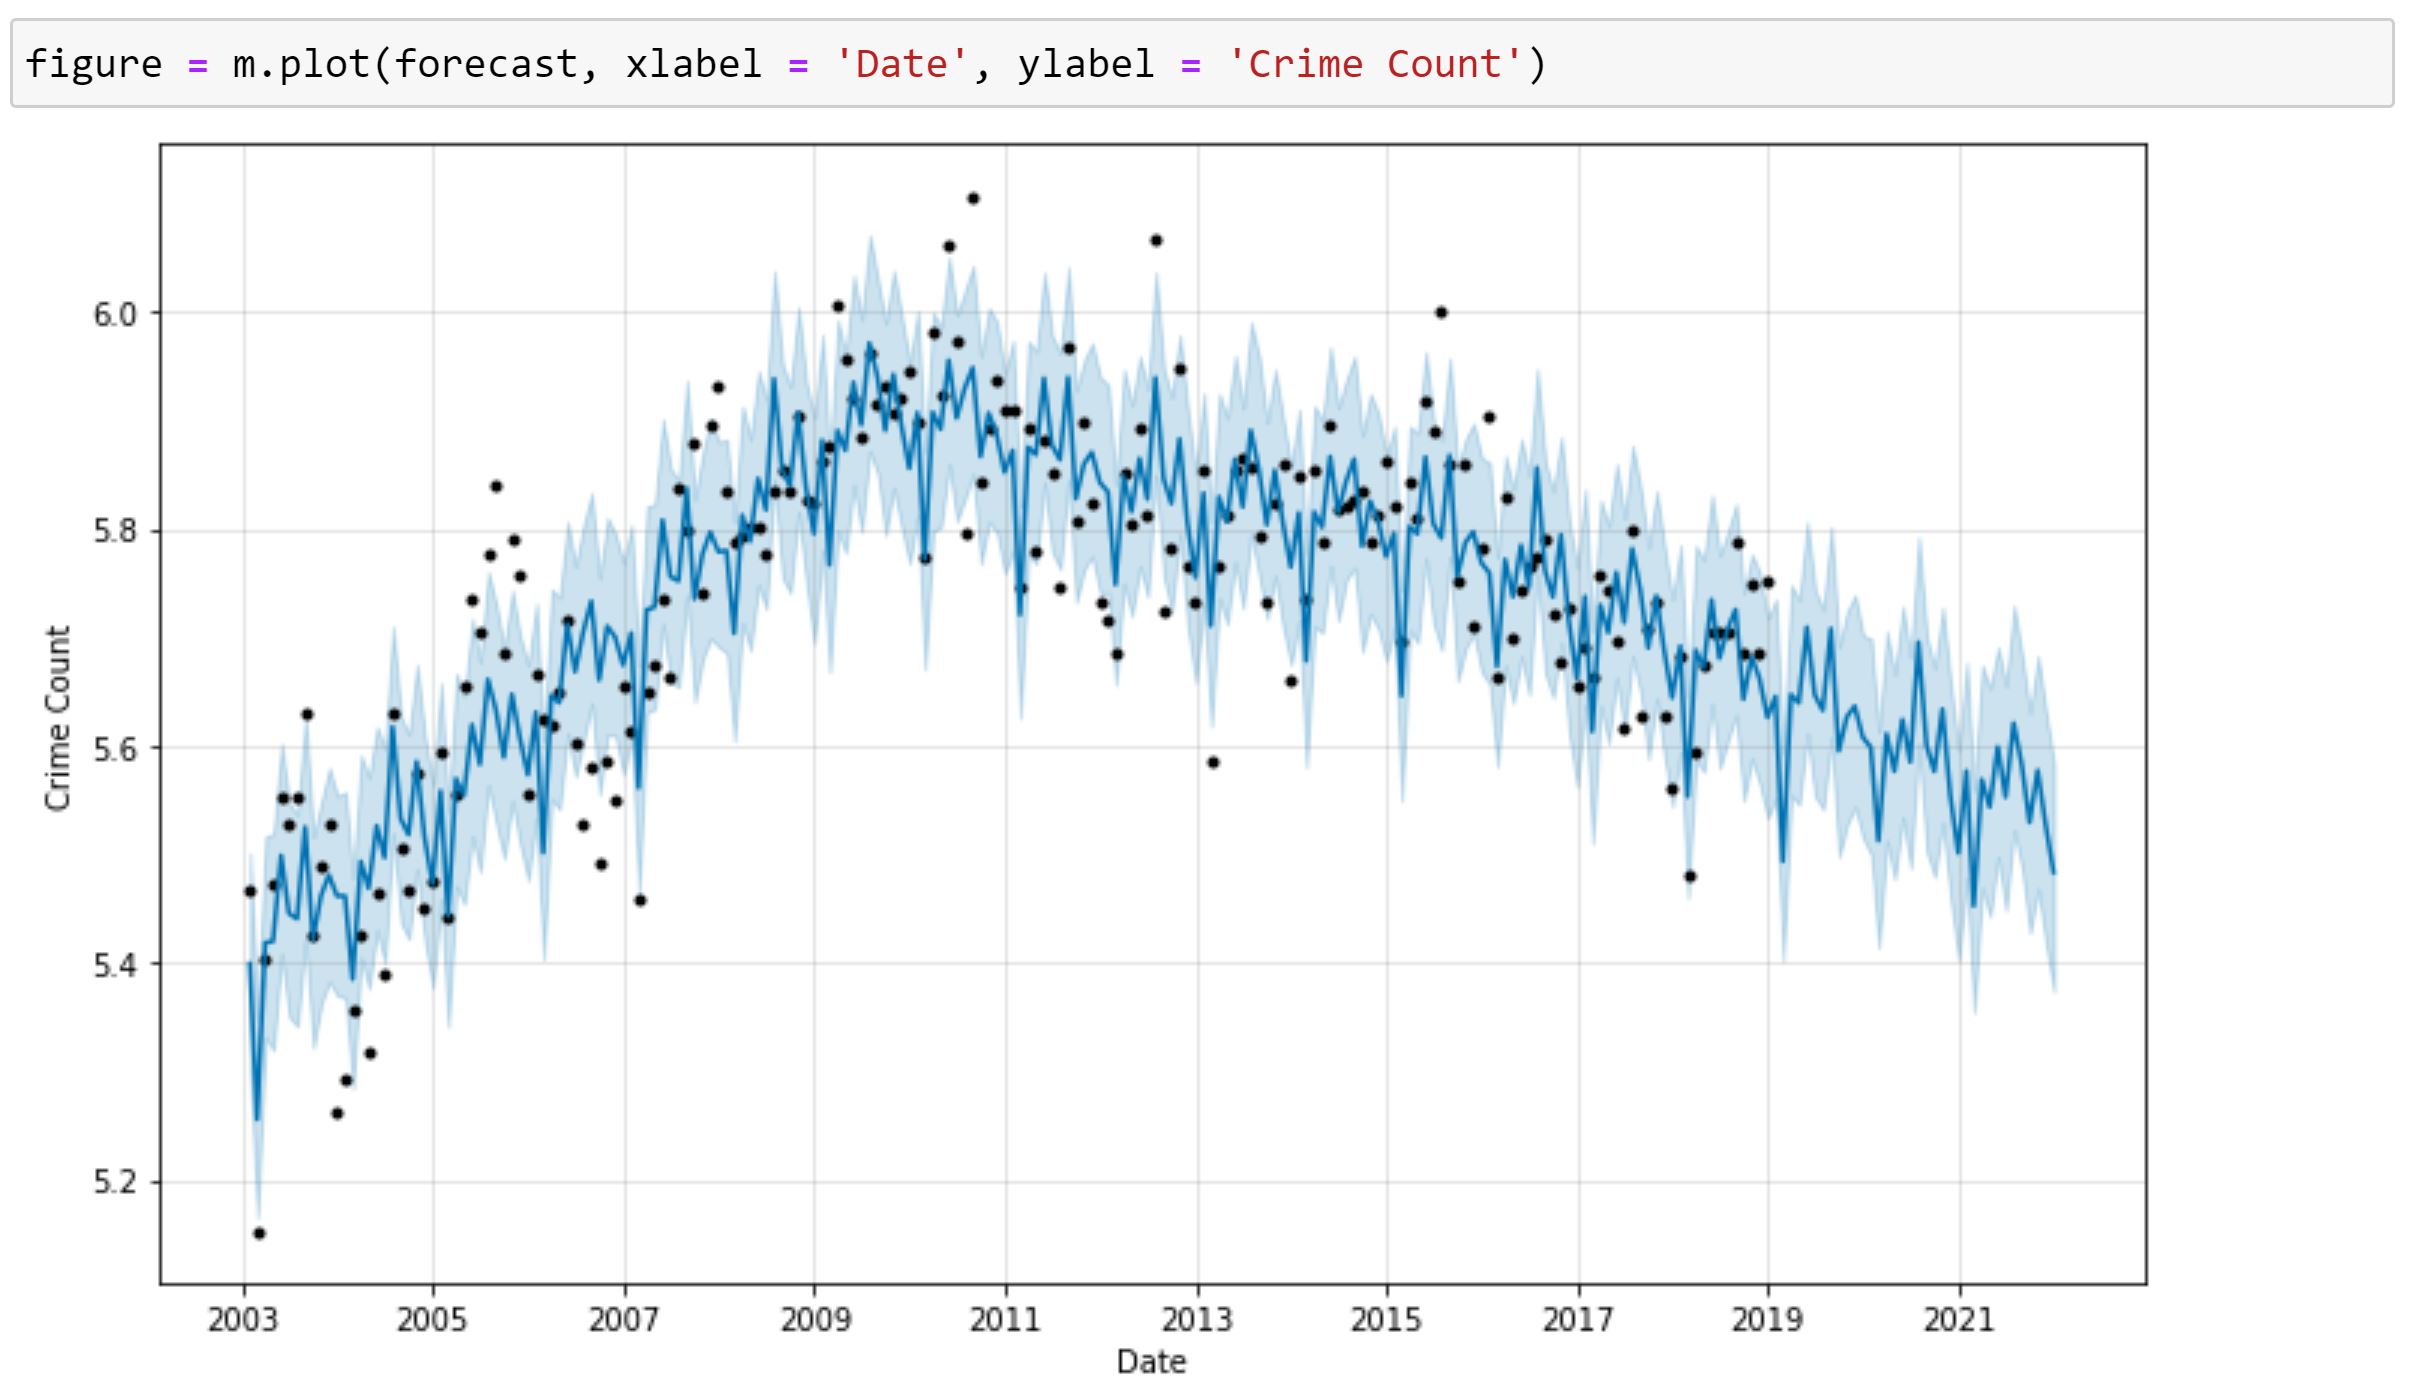 figure = m.plot(forecast, xlabel = 'Date', ylabel = 'Crime Count')
6.0
5.8
5.6
5.4
5.2
Crime Count
2003 2005 2007 2009 2011 2013 2015 2017 2019 2021
Date